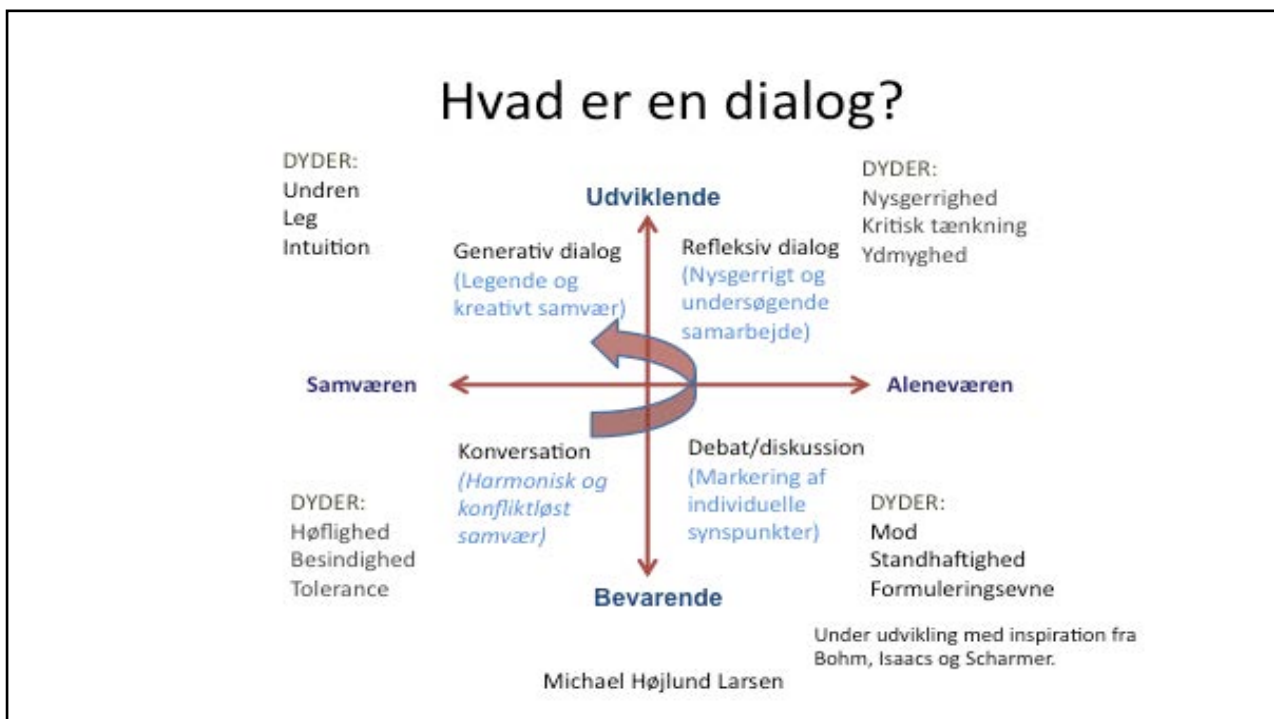 Hvad er en dialog?
DYDER:
Undren
Leg
Intuition
Udviklende
DYDER:
Nysgerrighed
Kritisk tænkning
Ydmyghed
Generativ dialog
(Legende og
kreativt samvær)
Refleksiv dialog
(Nysgerrigt og
undersøgende
samarbejde)
Samværen
Aleneværen
Konversation
(Harmonisk og
konfliktløst
samvær)
Debat/diskussion
(Markering af
individuelle
synspunkter)
DYDER:
Høflighed
Besindighed
Tolerance
DYDER:
Mod
Standhaftighed
Formuleringsevne
Bevarende
Under udvikling med inspiration fra
Bohm, Isaacs og Scharmer.
Michael Højlund Larsen